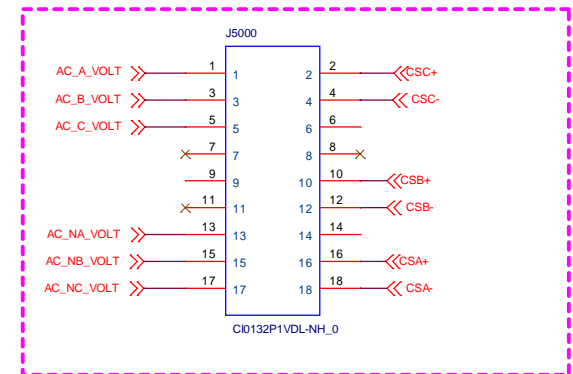 J5000
AC_A_VOLT 1 1 2 2 CSC+
AC_B_VOLT 3 3 4 4 CSC-
AC_C_VOLT 5 5 6 6
7 7 8 8
9 9 10 10 CSB+
11 11 12 12 CSB-
AC_NA_VOLT 13 13 14 14
AC_NB_VOLT 15 15 16 16 CSA+
AC_NC_VOLT 17 17 18 18 CSA-
CI0132P1VDL-NH_0